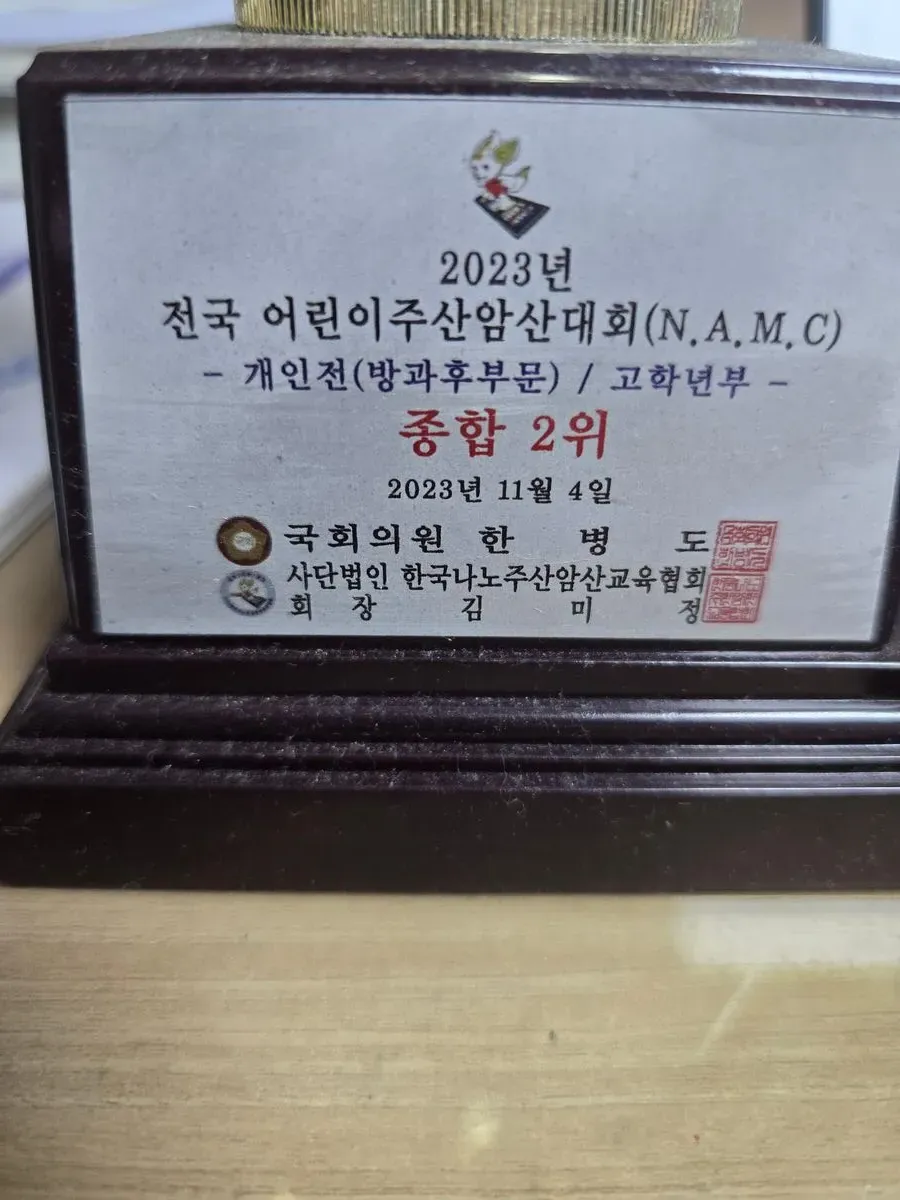 2023년
전국 어린이주산암산대회(N.A.M.C)
- 개인전(방과후부문) / 고학년부 -
종합 2위
2023년 11월 4일
국회의원 한 병 도
사단법인 한국나노주산암산교육협회
회 장 김 미 정